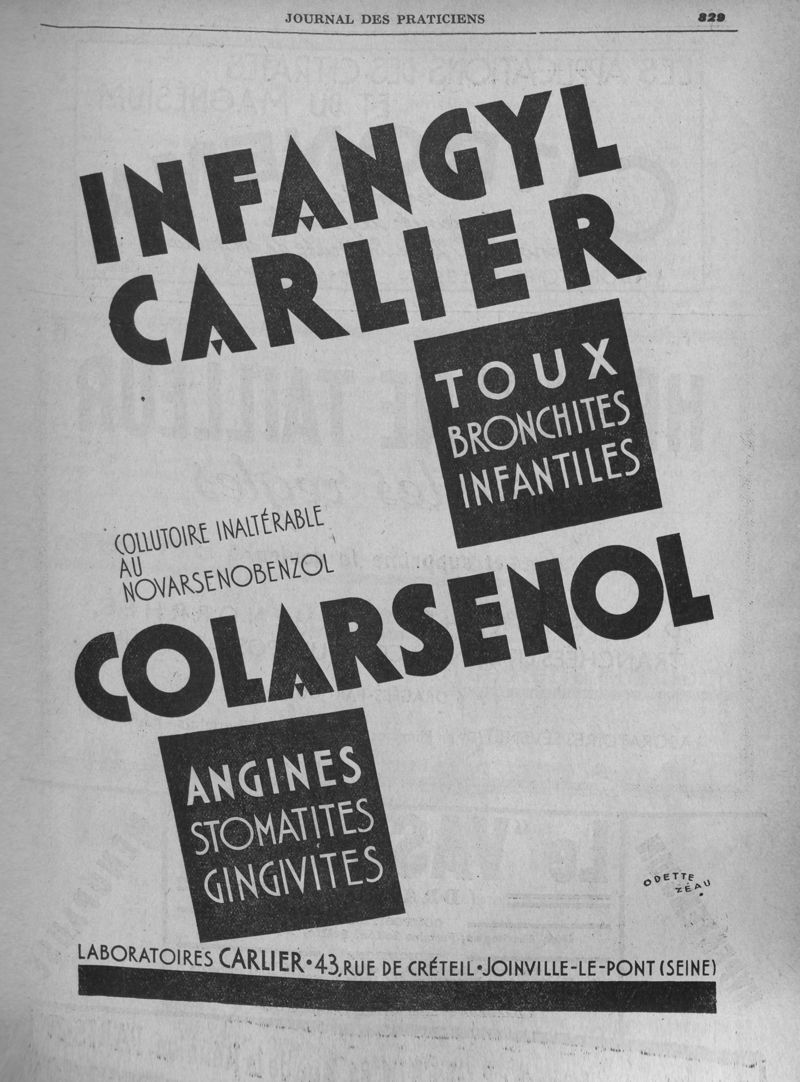 JOURNAL DES PRATICIENS 829
INFANGYL
CARLIER
TOUX
BRONCHITES
INFANTILES
COLLUTOIRE INALTÉRABLE
AU
NOVARSENOBENZOL
COLARSENOL
ANGINES
STOMATITES
GINGIVITES
ODETTE
ZÉAU
LABORATOIRES CARLIER • 43, RUE DE CRÉTEIL • JOINVILLE-LE-PONT (SEINE)